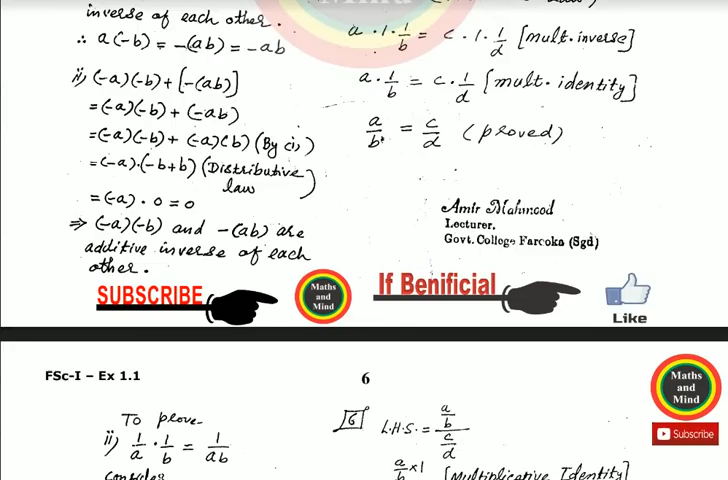 inverse of each other.
∴ a(-b) = -(ab) = -ab
ii) (-a)(-b) + [-(ab)]
= (-a)(-b) + (-ab)
= (-a)(-b) + (-a)(b) (By (i))
= (-a).(-b+b) (Distributive law)
= (-a) . 0 = 0
⇒ (-a)(-b) and -(ab) are
additive inverse of each
other.
a . 1 . 1/b = c . 1 . 1/d [mult. inverse]
a . 1/b = c . 1/d [mult. identity]
a/b = c/d (proved)
Amir Mahmood
Lecturer.
Govt. College Farooka (Sgd)
SUBSCRIBE
Maths
and
Mind
If Benificial
Like
FSc-I – Ex 1.1
6
Maths
and
Mind
Subscribe
To prove
ii) 1/a . 1/b = 1/ab
Consider
6 L.H.S. = a/b / c/d
a/b × 1 [Multiplicative Identity]